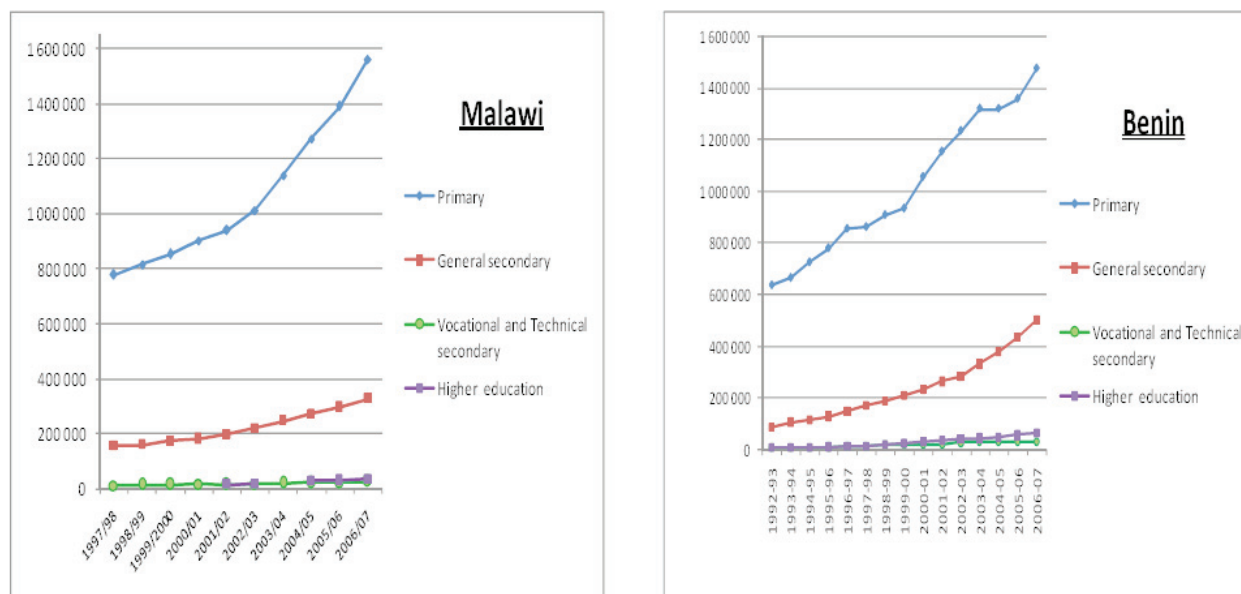 1 600 000
1 400 000
1 200 000
1 000 000
800 000
600 000
400 000
200 000
0
1997/98
1998/99
1999/2000
2000/01
2001/02
2002/03
2003/04
2004/05
2005/06
2006/07
Malawi
Primary
General secondary
Vocational and Technical
secondary
Higher education
1 600 000
1 400 000
1 200 000
1 000 000
800 000
600 000
400 000
200 000
0
1992-93
1993-94
1994-95
1995-96
1996-97
1997-98
1998-99
1999-00
2000-01
2001-02
2002-03
2003-04
2004-05
2005-06
2006-07
Benin
Primary
General secondary
Vocational and Technical
secondary
Higher education